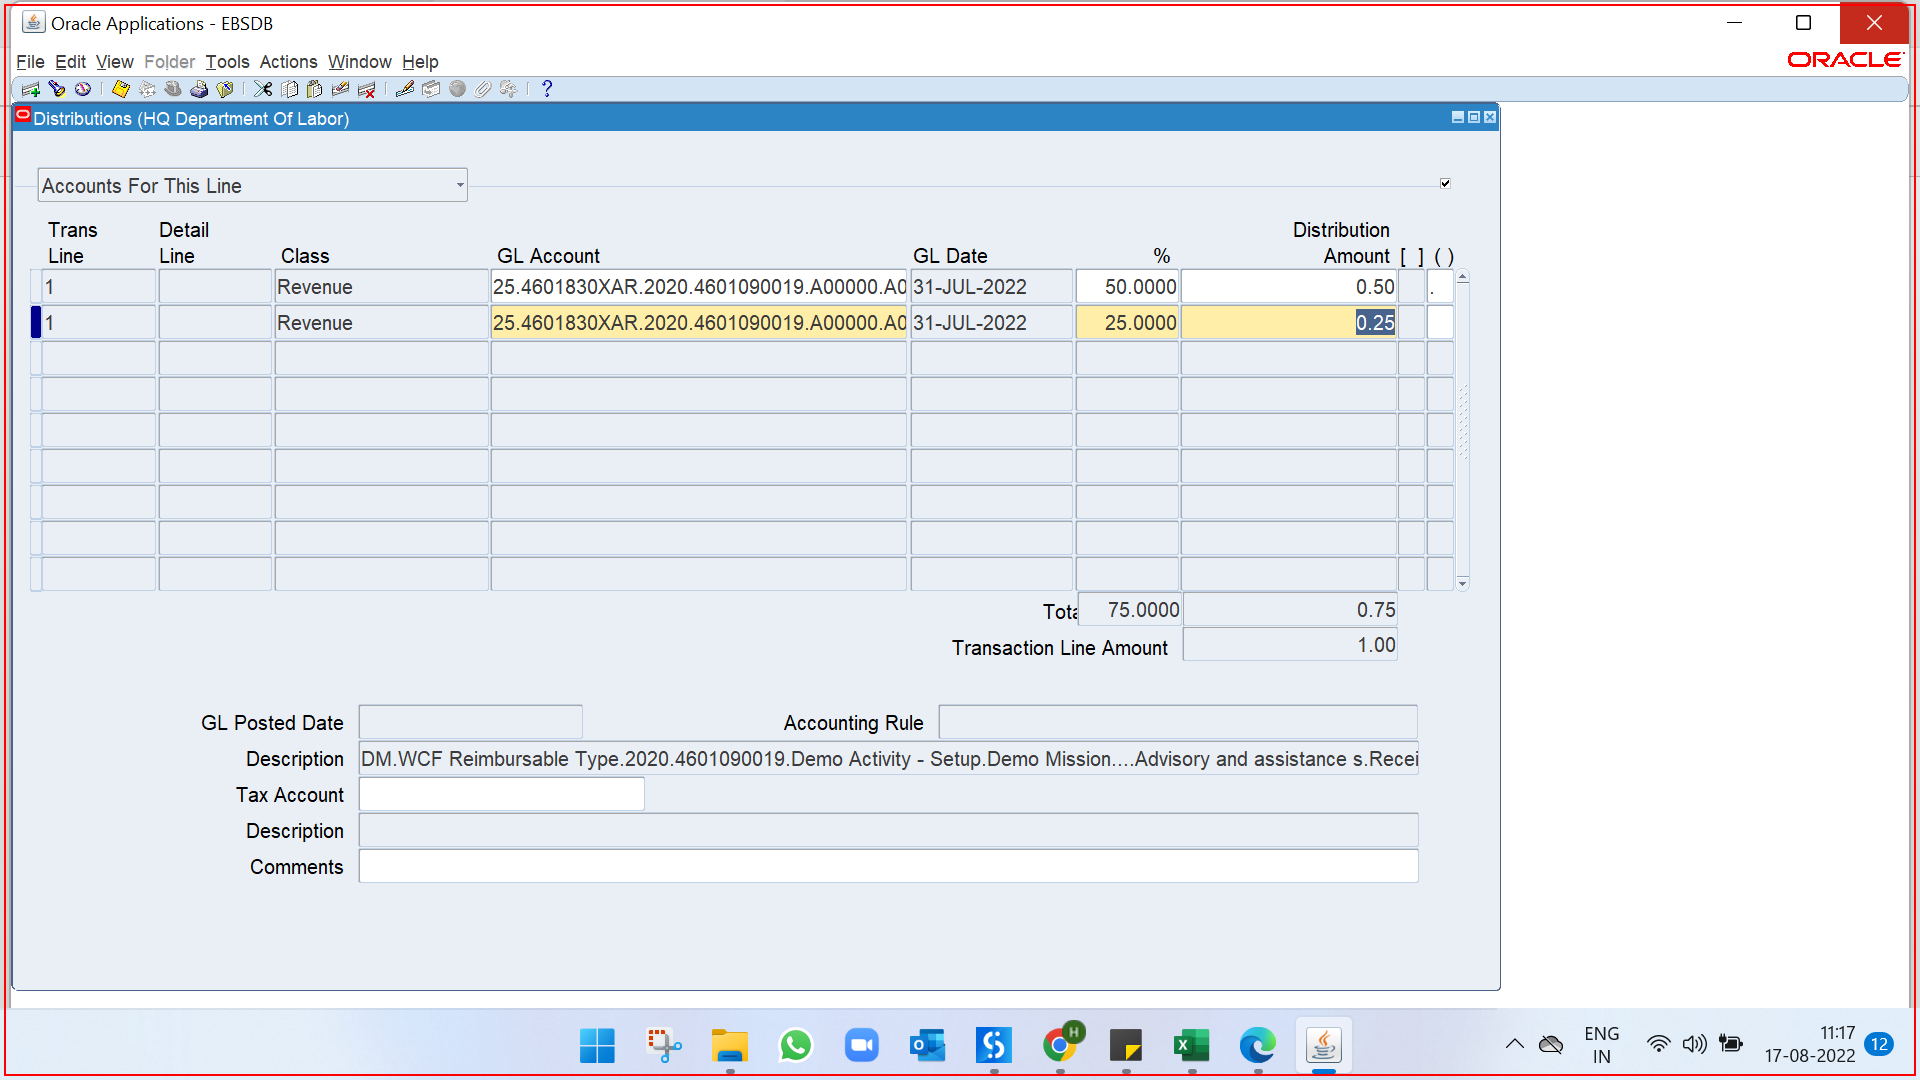 Oracle Applications - EBSDB
File Edit View Folder Tools Actions Window Help
ORACLE
Distributions (HQ Department Of Labor)
Accounts For This Line
Trans Line Detail Line Class GL Account GL Date % Distribution Amount [ ] ( )
1 Revenue 25.4601830XAR.2020.4601090019.A00000.A0 31-JUL-2022 50.0000 0.50 .
1 Revenue 25.4601830XAR.2020.4601090019.A00000.A0 31-JUL-2022 25.0000 0.25
Tota 75.0000 0.75
Transaction Line Amount 1.00
GL Posted Date Accounting Rule
Description DM.WCF Reimbursable Type.2020.4601090019.Demo Activity - Setup.Demo Mission....Advisory and assistance s.Recei
Tax Account
Description
Comments
H
ENG
IN
11:17
17-08-2022
12